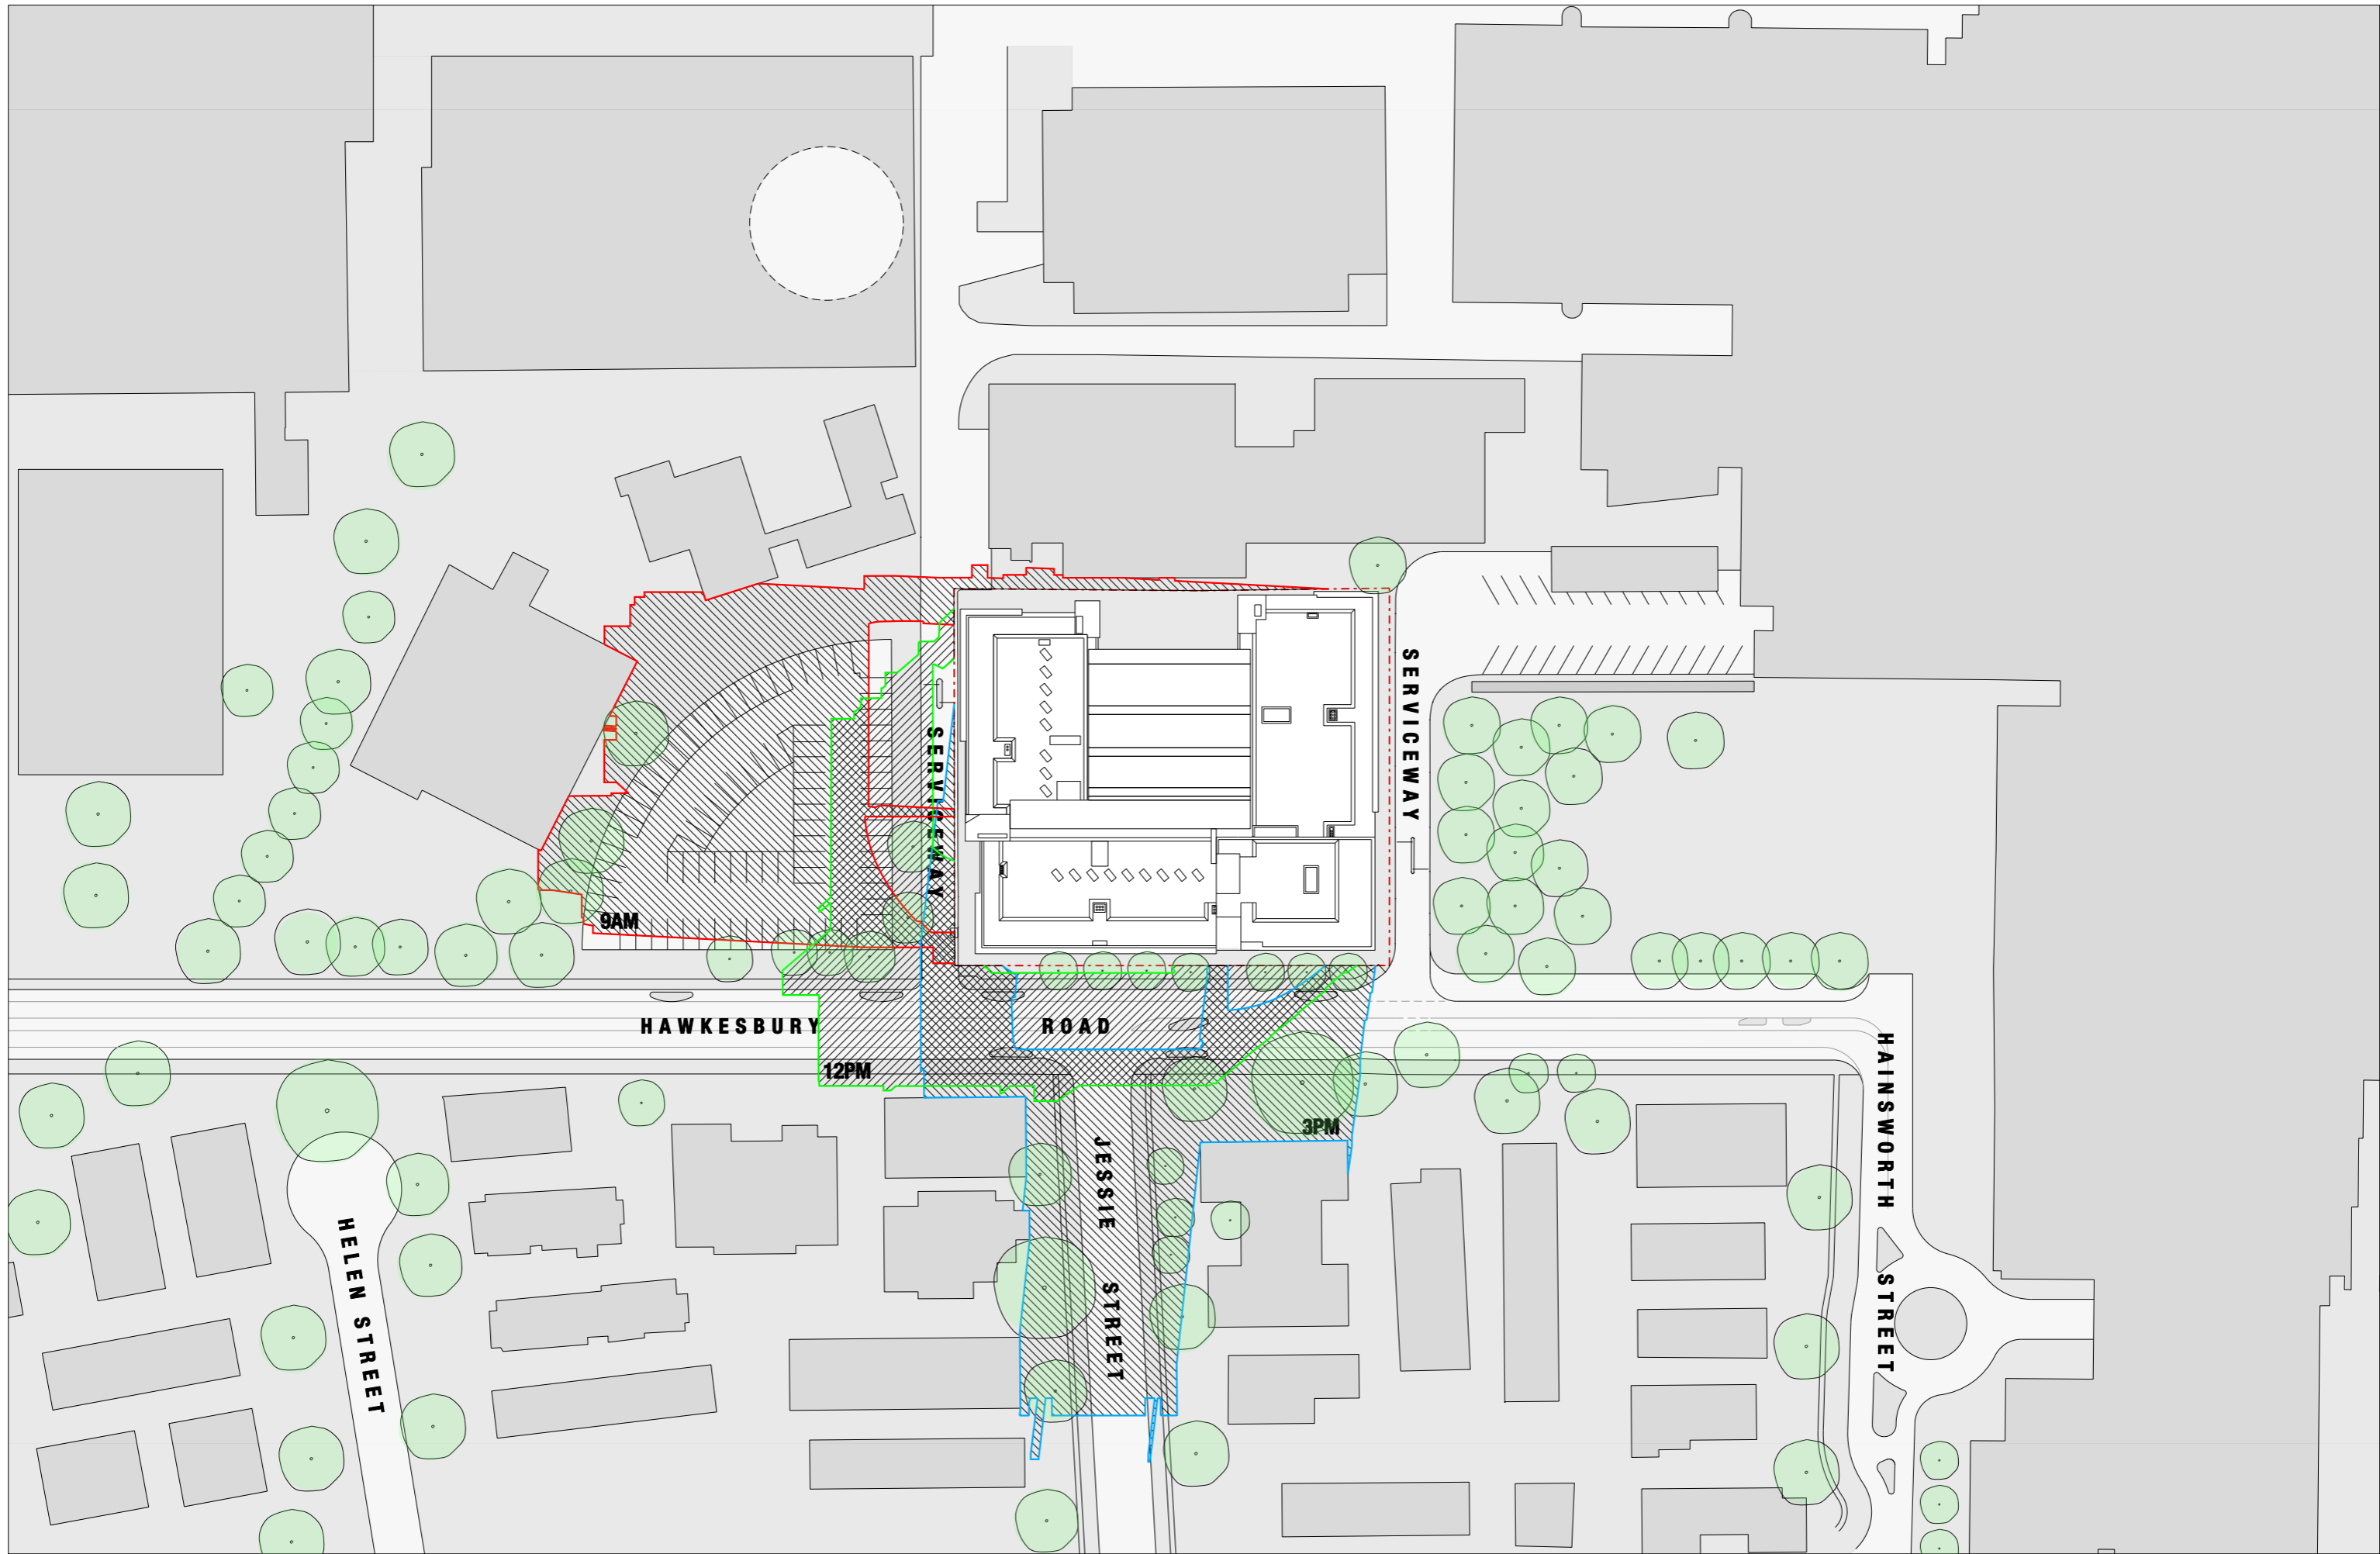 SERVICEWAY
SERVICEWAY
9AM
HAWKESBURY ROAD
12PM
3PM
JESSIE STREET
HELEN STREET
HAINSWORTH STREET